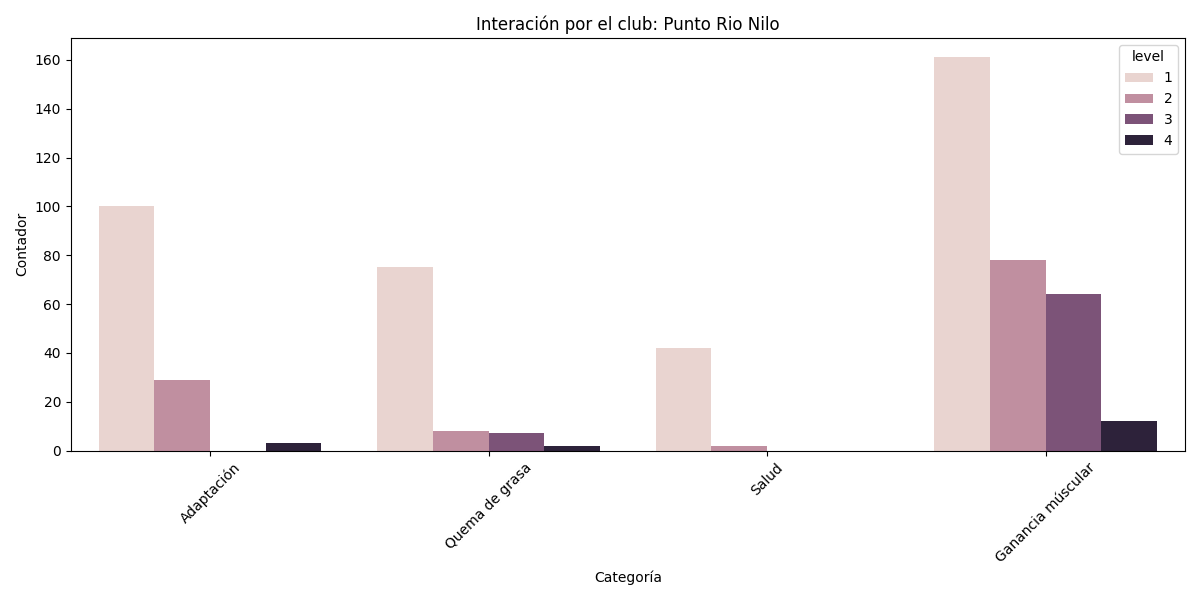 Interación por el club: Punto Rio Nilo
level
1
2
3
4
Contador
160
140
120
100
80
60
40
20
0
Adaptación
Quema de grasa
Salud
Ganancia múscular
Categoría